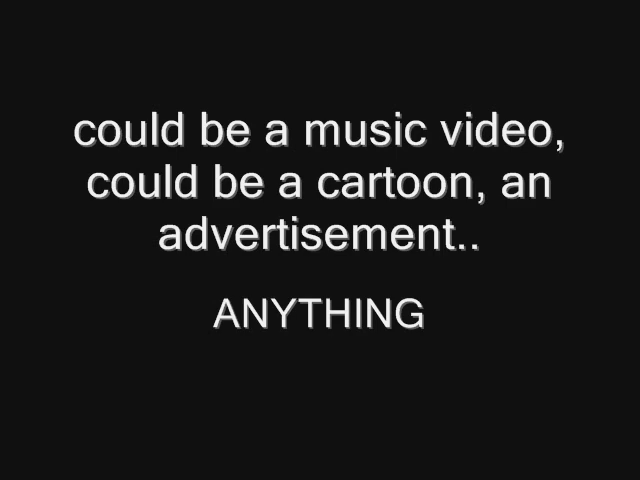 could be a music video,
could be a cartoon, an
advertisement..
ANYTHING